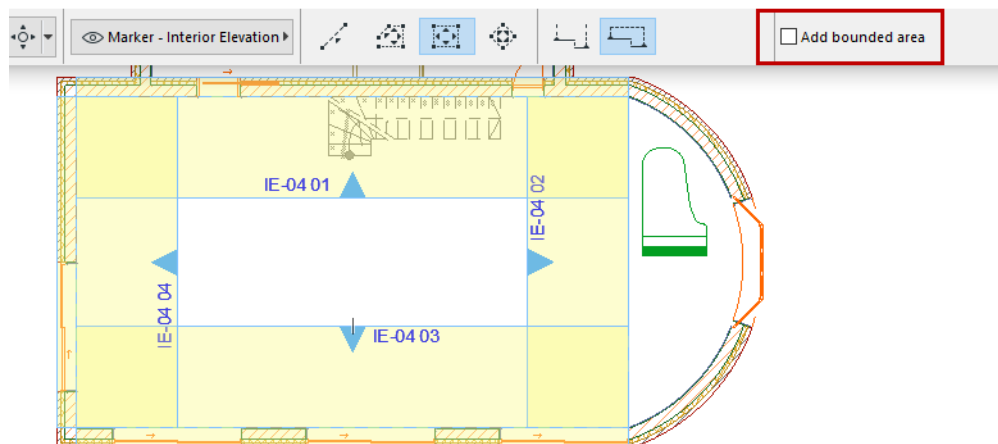 Marker - Interior Elevation
Add bounded area
IE-04 01
IE-04 02
IE-04 04
IE-04 03